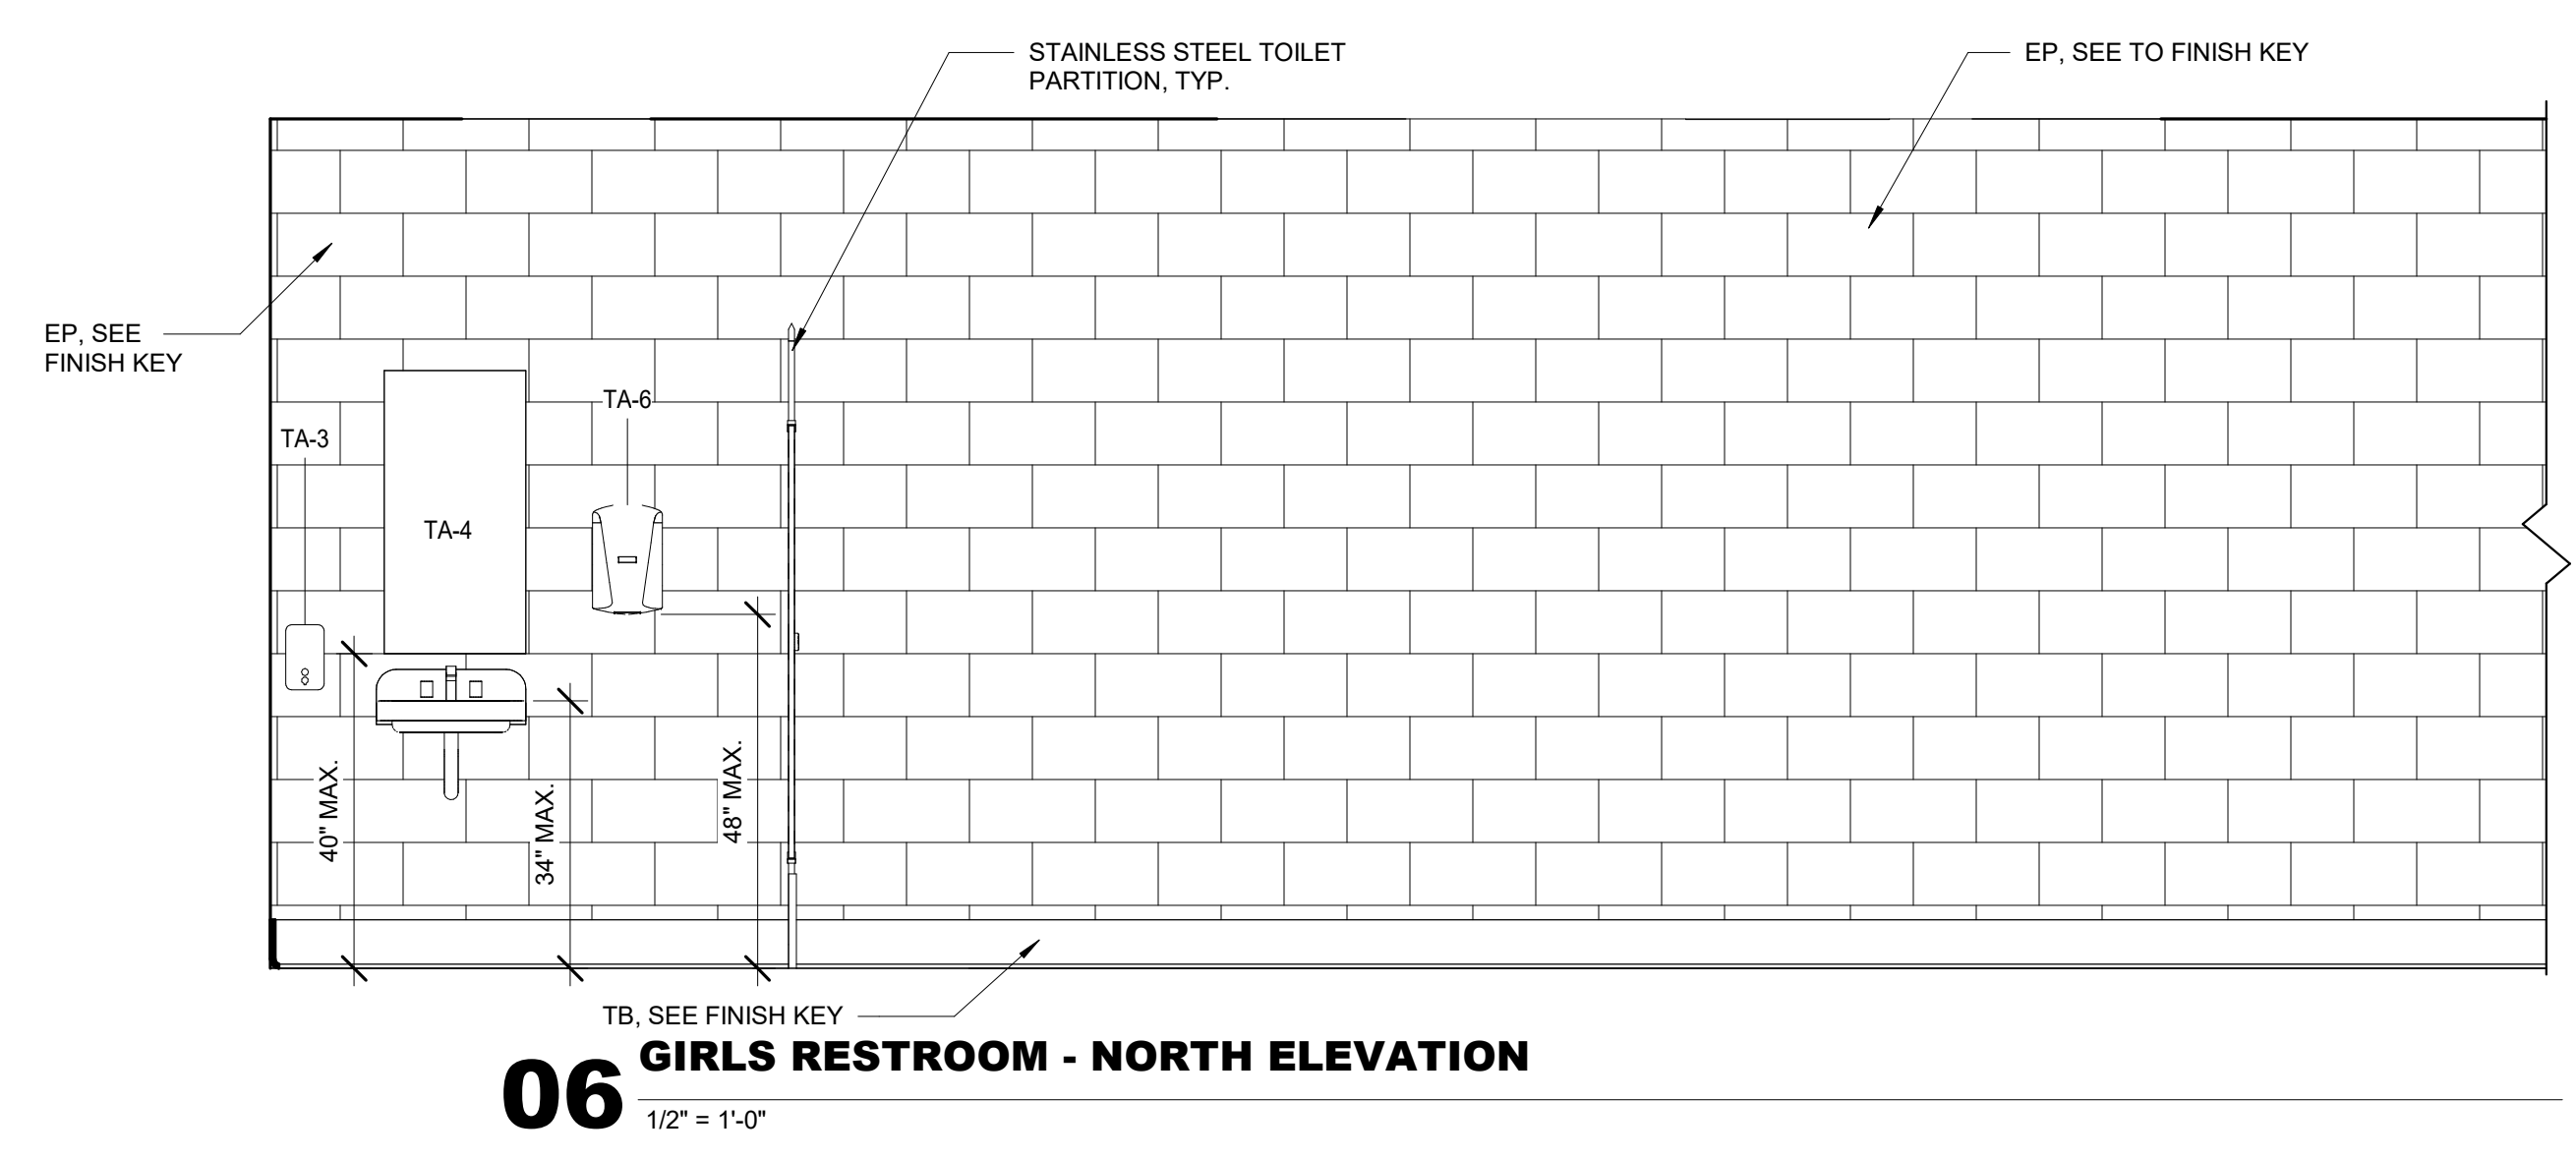 STAINLESS STEEL TOILET
PARTITION, TYP.
EP, SEE TO FINISH KEY
EP, SEE
FINISH KEY
TA-6
TA-3
TA-4
40" MAX.
34" MAX.
48" MAX.
TB, SEE FINISH KEY
06
GIRLS RESTROOM - NORTH ELEVATION
1/2" = 1'-0"